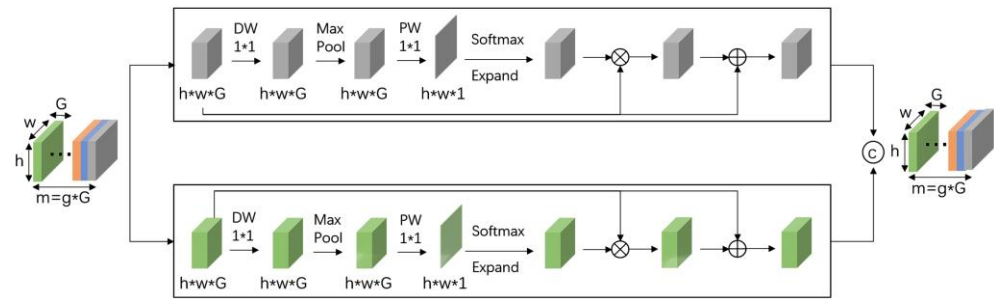 DW
1*1
Max
Pool
PW
1*1
Softmax
Expand
h*w*G
h*w*G
h*w*G
h*w*1
G
w
h
m=g*G
C
G
w
h
m=g*G
DW
1*1
Max
Pool
PW
1*1
Softmax
Expand
h*w*G
h*w*G
h*w*G
h*w*1